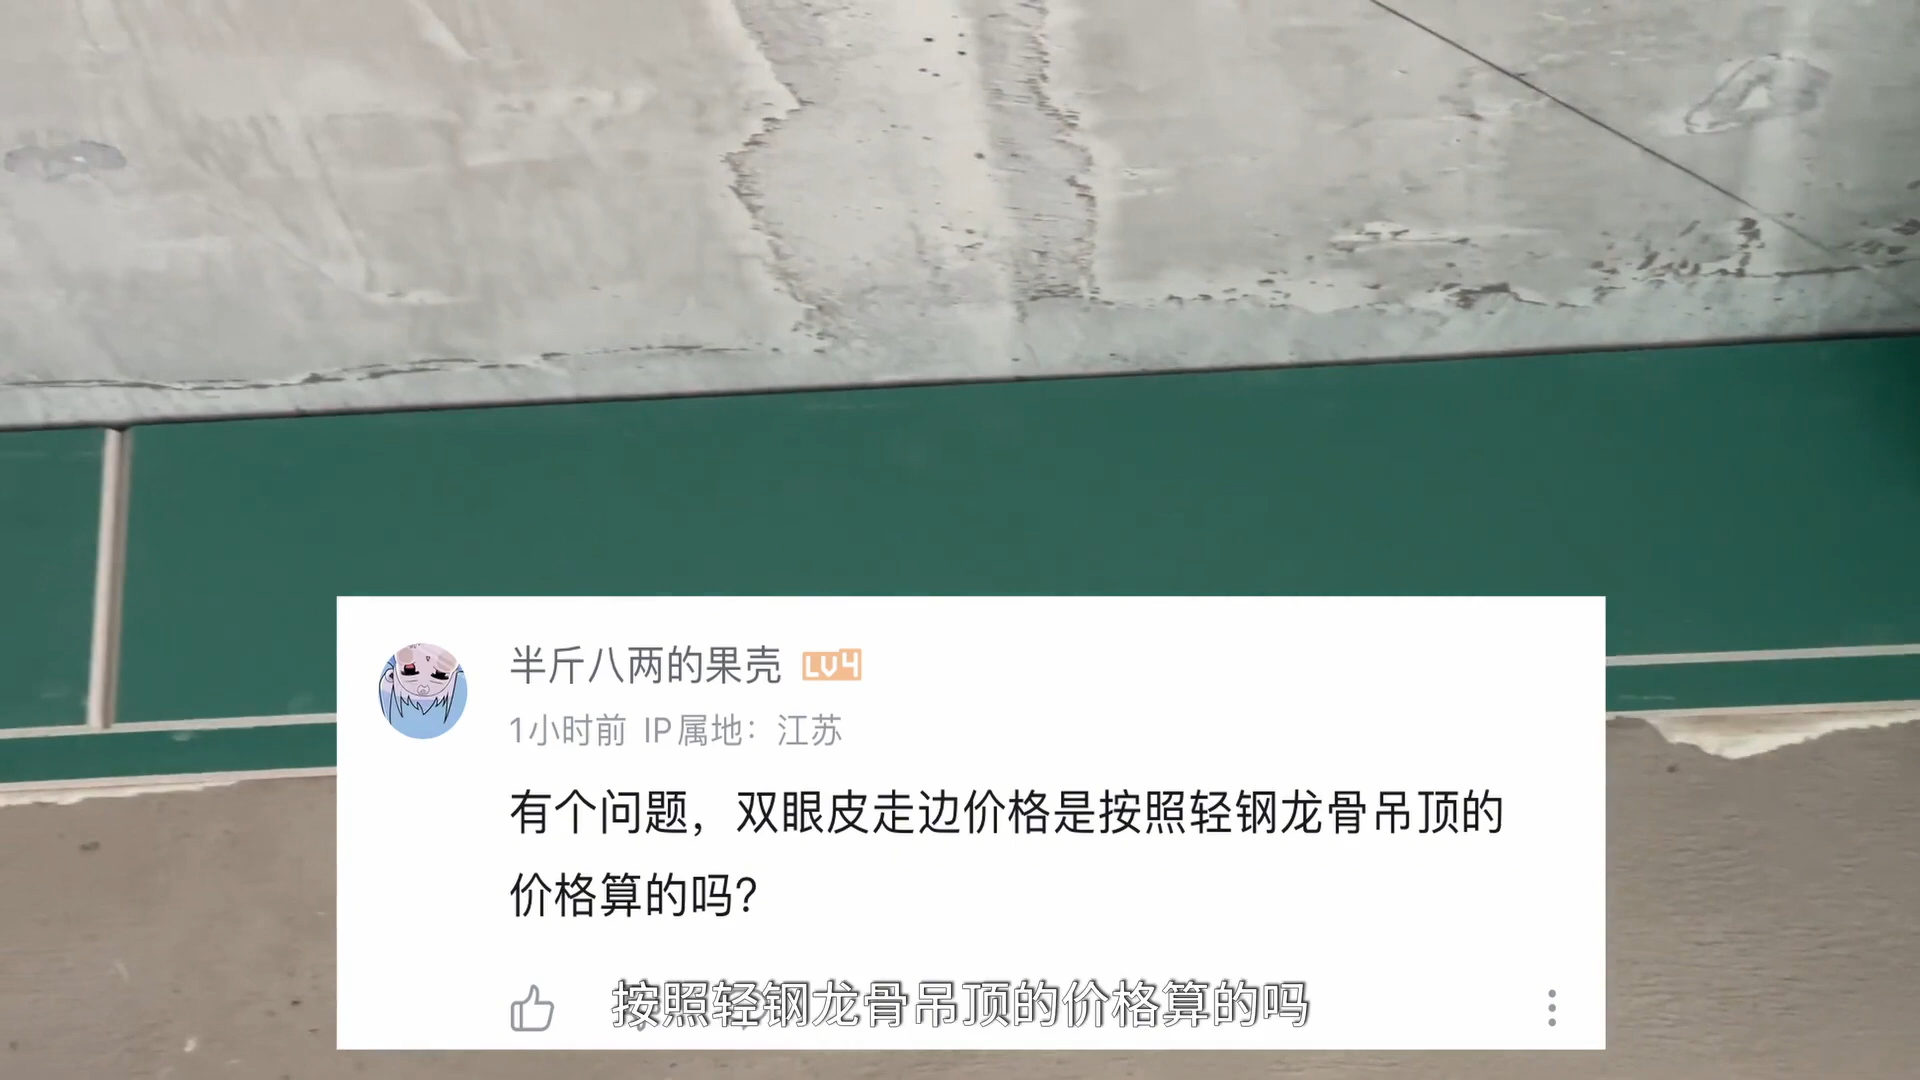 半斤八两的果壳 LV4
1小时前 IP属地：江苏
有个问题，双眼皮走边价格是按照轻钢龙骨吊顶的
价格算的吗？
按照轻钢龙骨吊顶的价格算的吗